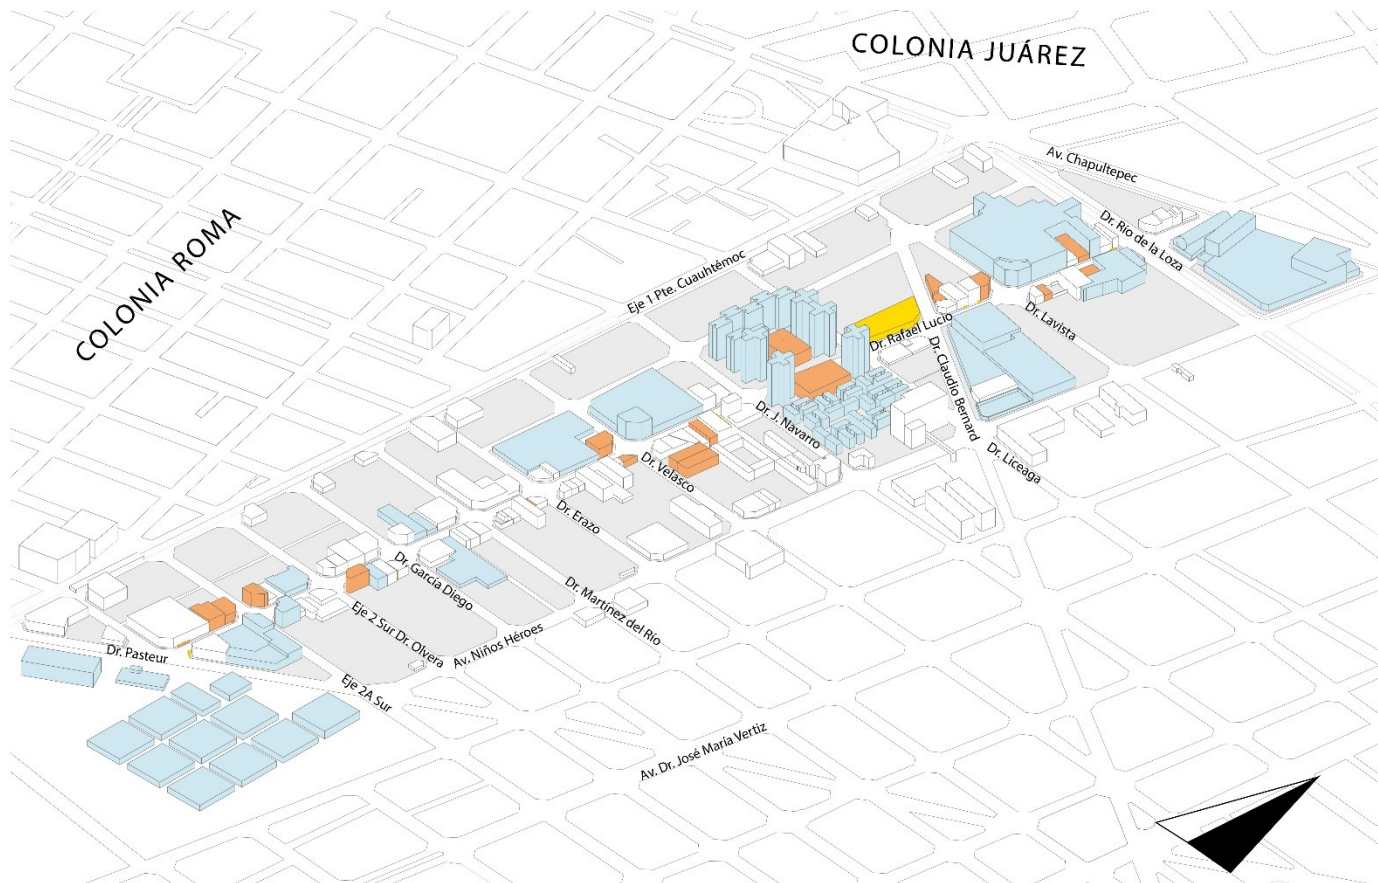 COLONIA JUÁREZ
Av. Chapultepec
COLONIA ROMA
Dr. Río de la Loza
Eje 1 Pte. Cuauhtémoc
Dr. Lavista
Dr. Rafael Lucio
Dr. Claudio Bernard
Dr. J. Navarro
Dr. Liceaga
Dr. Velasco
Dr. Erazo
Dr. García Diego
Dr. Martínez del Río
Eje 2 Sur Dr. Olvera
Av. Niños Héroes
Dr. Pasteur
Eje 2A Sur
Av. Dr. José María Vertiz